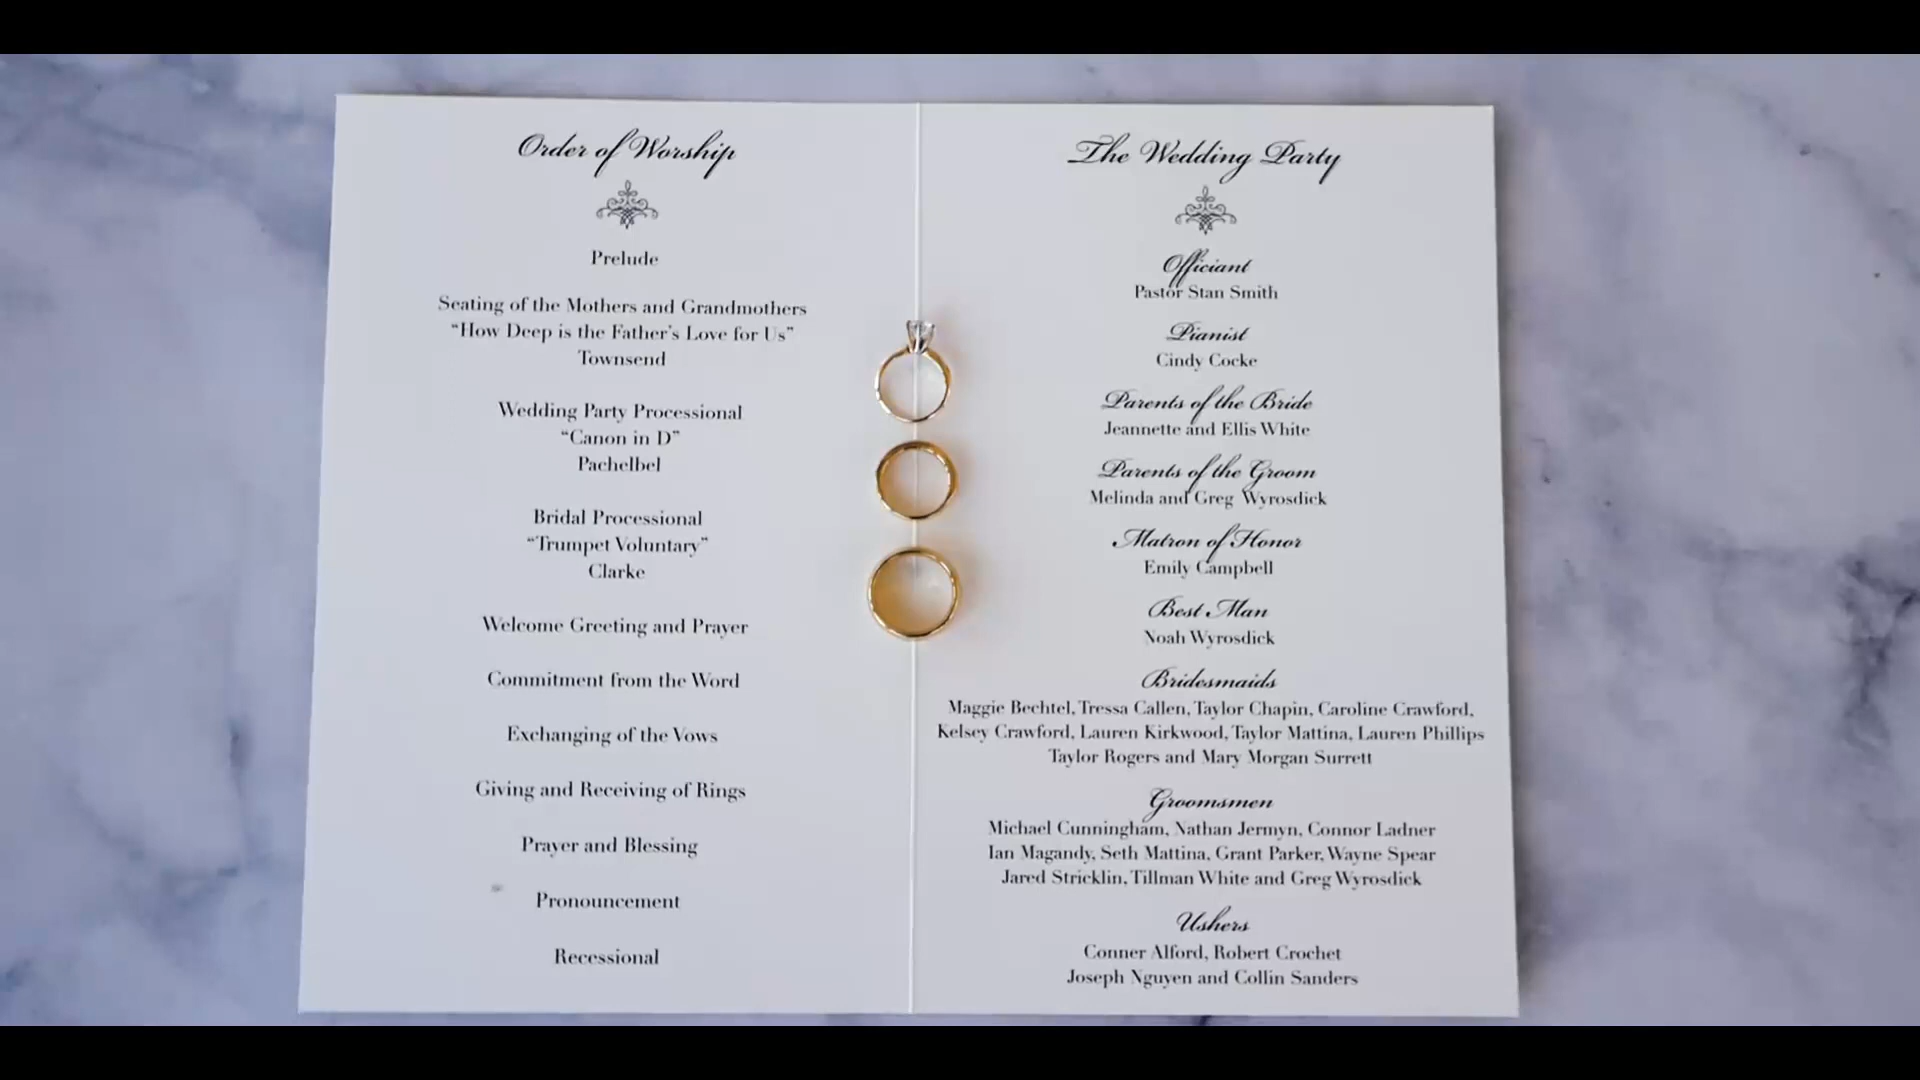 Order of Worship
Prelude
Seating of the Mothers and Grandmothers
“How Deep is the Father’s Love for Us”
Townsend
Wedding Party Processional
“Canon in D”
Pachelbel
Bridal Processional
“Trumpet Voluntary”
Clarke
Welcome Greeting and Prayer
Commitment from the Word
Exchanging of the Vows
Giving and Receiving of Rings
Prayer and Blessing
Pronouncement
Recessional
The Wedding Party
Officiant
Pastor Stan Smith
Pianist
Cindy Cocke
Parents of the Bride
Jeannette and Ellis White
Parents of the Groom
Melinda and Greg Wyrosdick
Matron of Honor
Emily Campbell
Best Man
Noah Wyrosdick
Bridesmaids
Maggie Bechtel, Tressa Callen, Taylor Chapin, Caroline Crawford,
Kelsey Crawford, Lauren Kirkwood, Taylor Mattina, Lauren Phillips
Taylor Rogers and Mary Morgan Surrett
Groomsmen
Michael Cunningham, Nathan Jermyn, Connor Ladner
Ian Magandy, Seth Mattina, Grant Parker, Wayne Spear
Jared Stricklin, Tillman White and Greg Wyrosdick
Ushers
Conner Alford, Robert Crochet
Joseph Nguyen and Collin Sanders